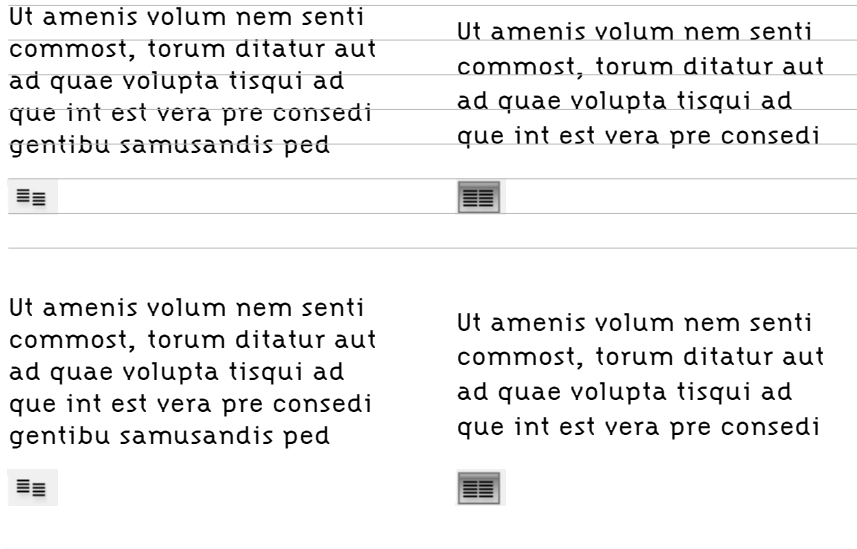 Ut amenis volum nem senti
commost, torum ditatur aut
ad quae volupta tisqui ad
que int est vera pre consedi
gentibu samusandis ped
Ut amenis volum nem senti
commost, torum ditatur aut
ad quae volupta tisqui ad
que int est vera pre consedi
Ut amenis volum nem senti
commost, torum ditatur aut
ad quae volupta tisqui ad
que int est vera pre consedi
gentibu samusandis ped
Ut amenis volum nem senti
commost, torum ditatur aut
ad quae volupta tisqui ad
que int est vera pre consedi